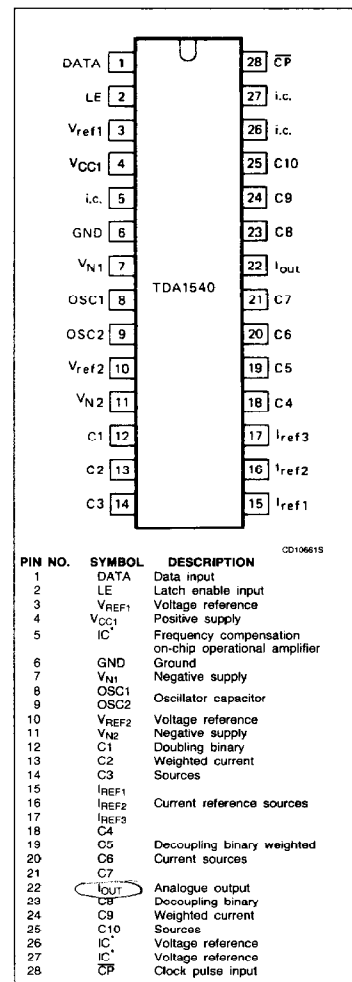 DATA 1 28 CP
LE 2 27 i.c.
Vref1 3 26 i.c.
VCC1 4 25 C10
i.c. 5 24 C9
GND 6 23 C8
VN1 7 22 Iout
TDA1540
OSC1 8 21 C7
OSC2 9 20 C6
Vref2 10 19 C5
VN2 11 18 C4
C1 12 17 Iref3
C2 13 16 Iref2
C3 14 15 Iref1
CD10661S
PIN NO. SYMBOL DESCRIPTION
1 DATA Data input
2 LE Latch enable input
3 VREF1 Voltage reference
4 VCC1 Positive supply
5 IC* Frequency compensation
on-chip operational amplifier
6 GND Ground
7 VN1 Negative supply
8 OSC1
Oscillator capacitor
9 OSC2
10 VREF2 Voltage reference
11 VN2 Negative supply
12 C1 Doubling binary
13 C2 Weighted current
14 C3 Sources
15 IREF1
16 IREF2 Current reference sources
17 IREF3
18 C4
19 C5 Decoupling binary weighted
20 C6 Current sources
21 C7
22 IOUT Analogue output
23 C8 Decoupling binary
24 C9 Weighted current
25 C10 Sources
26 IC* Voltage reference
27 IC* Voltage reference
28 CP Clock pulse input